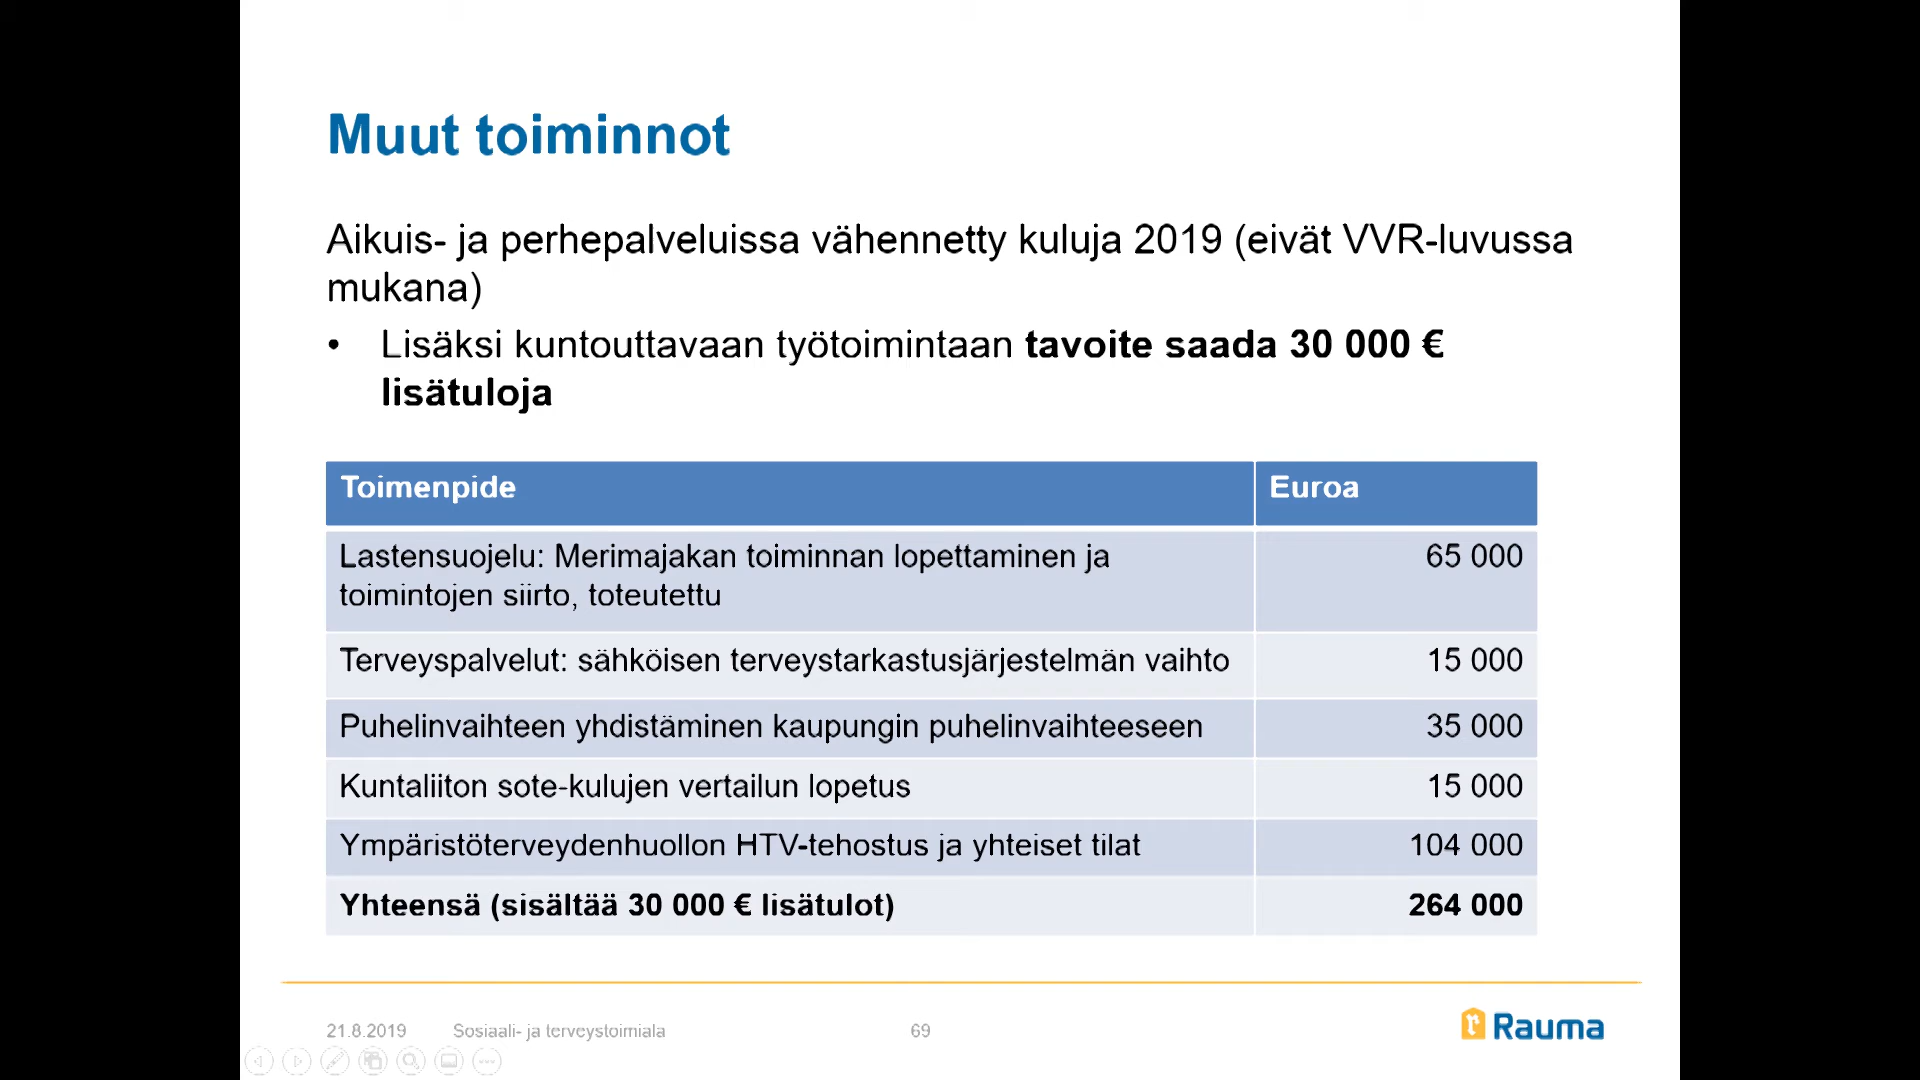 Muut toiminnot
Aikuis- ja perhepalveluissa vähennetty kuluja 2019 (eivät VVR-luvussa
mukana)
• Lisäksi kuntouttavaan työtoimintaan tavoite saada 30 000 €
lisätuloja
Toimenpide Euroa
Lastensuojelu: Merimajakan toiminnan lopettaminen ja 65 000
toimintojen siirto, toteutettu
Terveyspalvelut: sähköisen terveystarkastusjärjestelmän vaihto 15 000
Puhelinvaihteen yhdistäminen kaupungin puhelinvaihteeseen 35 000
Kuntaliiton sote-kulujen vertailun lopetus 15 000
Ympäristöterveydenhuollon HTV-tehostus ja yhteiset tilat 104 000
Yhteensä (sisältää 30 000 € lisätulot) 264 000
21.8.2019 Sosiaali- ja terveystoimiala 69 r Rauma